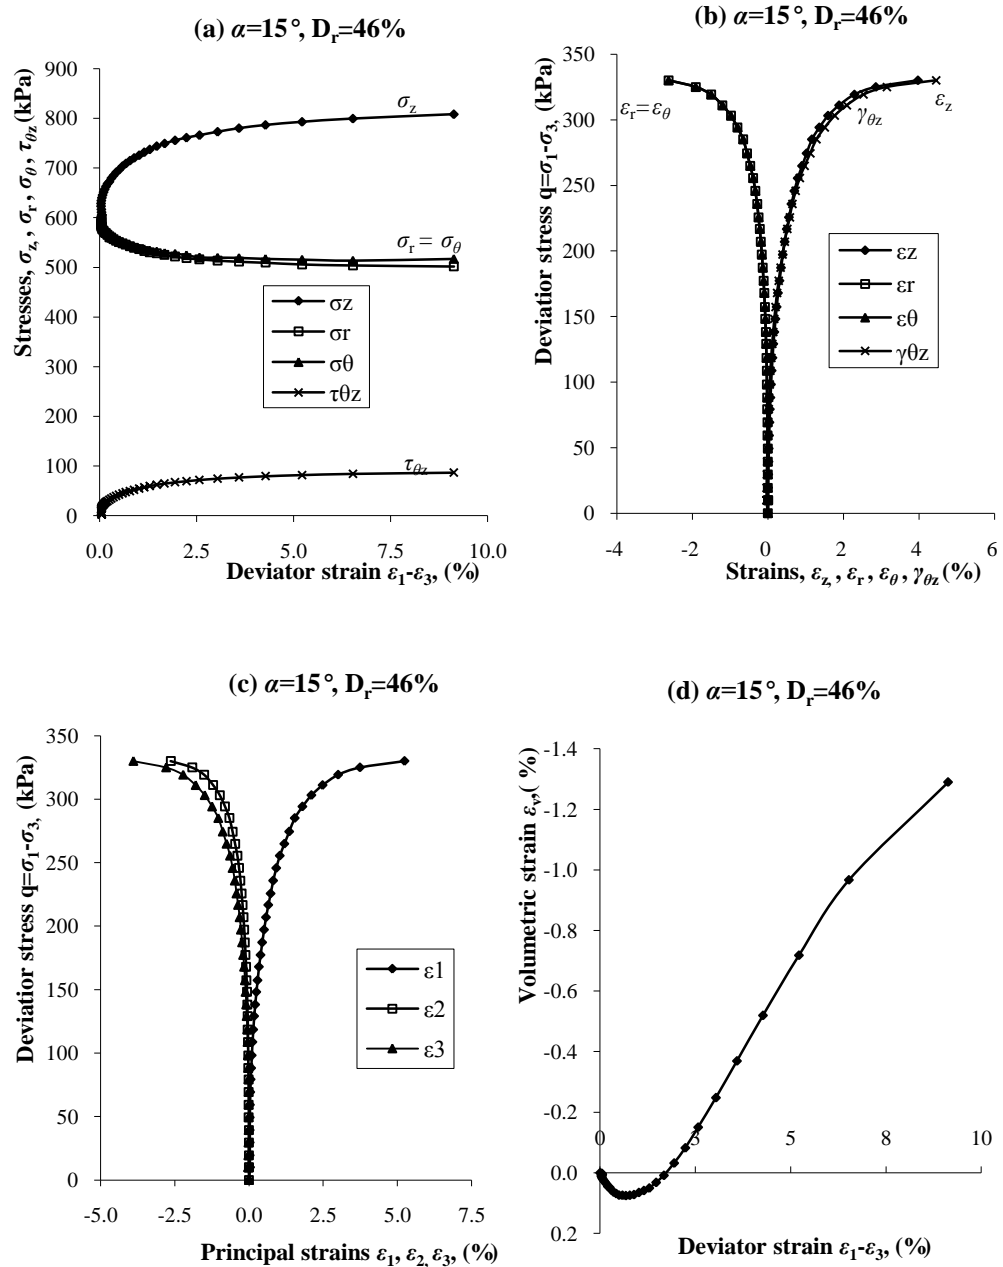 (a) α=15°, Dr=46%
Stresses, σz, , σr , σθ , τθz (kPa)
900
800
700
600
500
400
300
200
100
0
σz
σr = σθ
σz
σr
σθ
τθz
τθz
0.0 2.5 5.0 7.5 10.0
Deviator strain ε1-ε3, (%)
(b) α=15°, Dr=46%
Deviatior stress q=σ1-σ3, (kPa)
350
300
250
200
150
100
50
0
εr= εθ
γθz
εz
εz
εr
εθ
γθz
-4 -2 0 2 4 6
Strains, εz, , εr , εθ , γθz (%)
(c) α=15°, Dr=46%
Deviatior stress q=σ1-σ3, (kPa)
350
300
250
200
150
100
50
0
ε1
ε2
ε3
-5.0 -2.5 0.0 2.5 5.0 7.5
Principal strains ε1, ε2, ε3, (%)
(d) α=15°, Dr=46%
Volumetric strain εv,( %)
-1.4
-1.2
-1.0
-0.8
-0.6
-0.4
-0.2
0.0
0.2
0 3 5 8 10
Deviator strain ε1-ε3, (%)